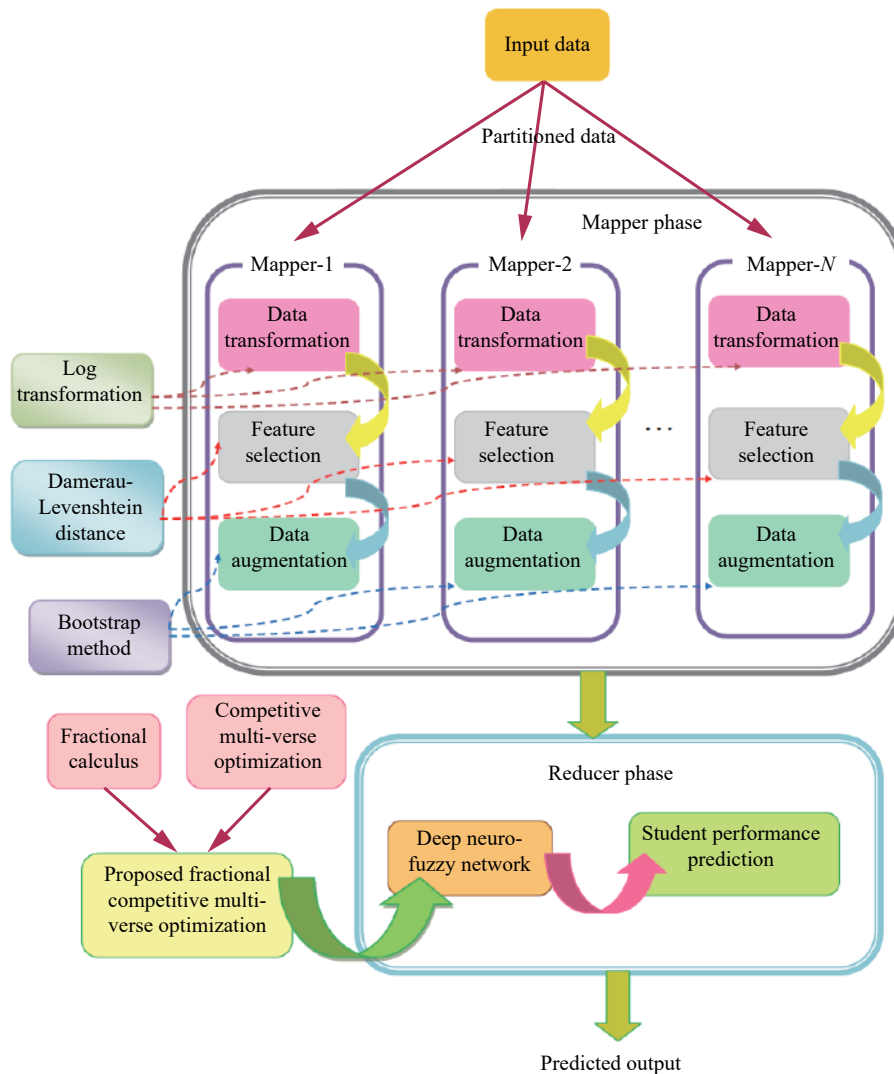 Input data
Partitioned data
Mapper phase
Mapper-1
Mapper-2
Mapper-N
Data
transformation
Data
transformation
Data
transformation
Log
transformation
Feature
selection
Feature
selection
...
Feature
selection
Damerau-
Levenshtein
distance
Data
augmentation
Data
augmentation
Data
augmentation
Bootstrap
method
Fractional
calculus
Competitive
multi-verse
optimization
Reducer phase
Deep neuro-
fuzzy network
Student performance
prediction
Proposed fractional
competitive multi-
verse optimization
Predicted output